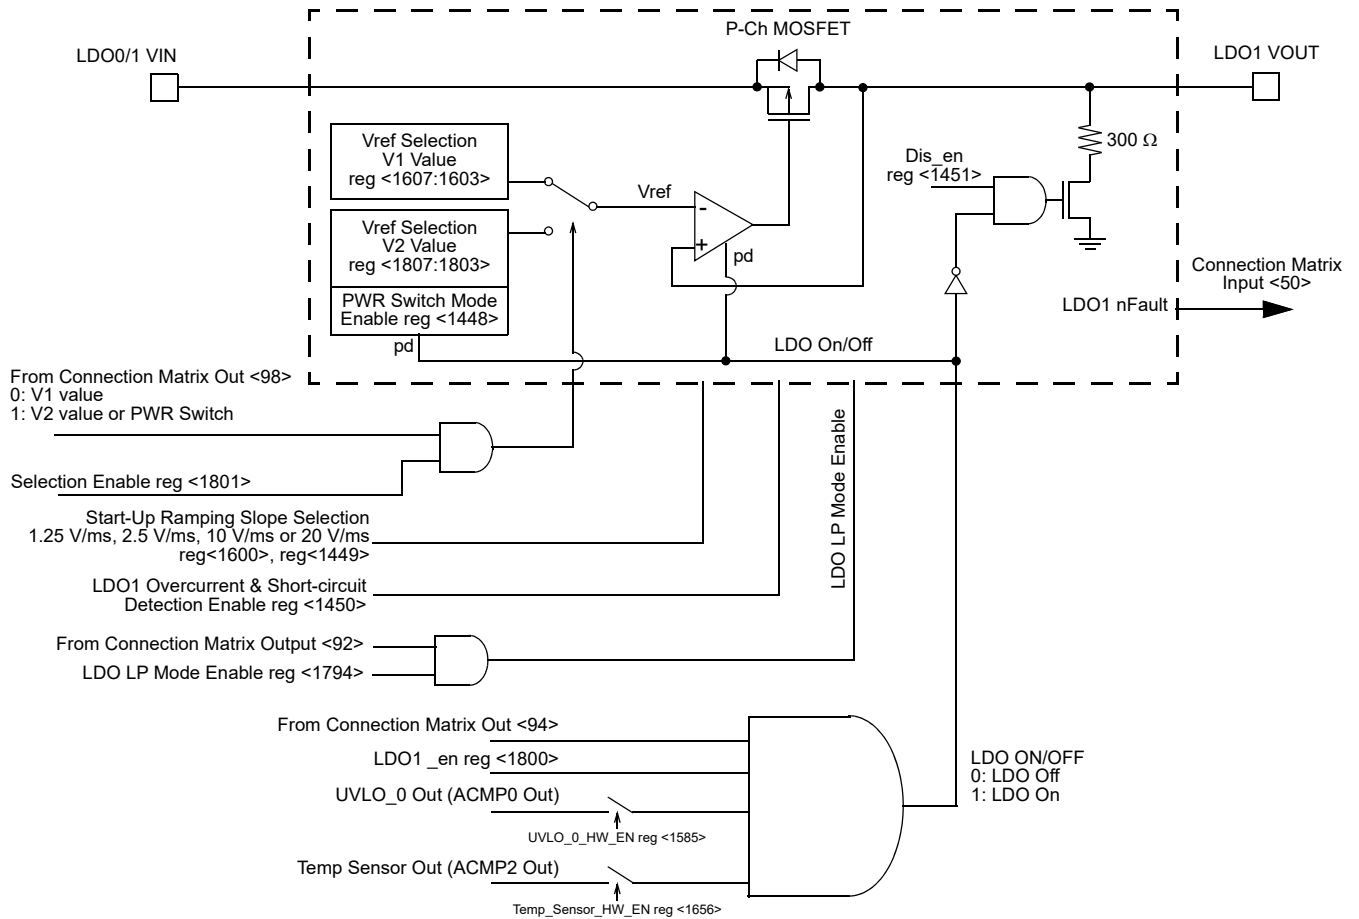 P-Ch MOSFET
LDO0/1 VIN
LDO1 VOUT
Vref Selection
V1 Value
reg <1607:1603>
300 Ω
Dis_en
reg <1451>
Vref
-
+
pd
Vref Selection
V2 Value
reg <1807:1803>
PWR Switch Mode
Enable reg <1448>
pd
Connection Matrix
Input <50>
LDO1 nFault
LDO On/Off
From Connection Matrix Out <98>
0: V1 value
1: V2 value or PWR Switch
Selection Enable reg <1801>
LDO LP Mode Enable
Start-Up Ramping Slope Selection
1.25 V/ms, 2.5 V/ms, 10 V/ms or 20 V/ms
reg<1600>, reg<1449>
LDO1 Overcurrent & Short-circuit
Detection Enable reg <1450>
From Connection Matrix Output <92>
LDO LP Mode Enable reg <1794>
From Connection Matrix Out <94>
LDO1 _en reg <1800>
UVLO_0 Out (ACMP0 Out)
UVLO_0_HW_EN reg <1585>
Temp Sensor Out (ACMP2 Out)
Temp_Sensor_HW_EN reg <1656>
LDO ON/OFF
0: LDO Off
1: LDO On